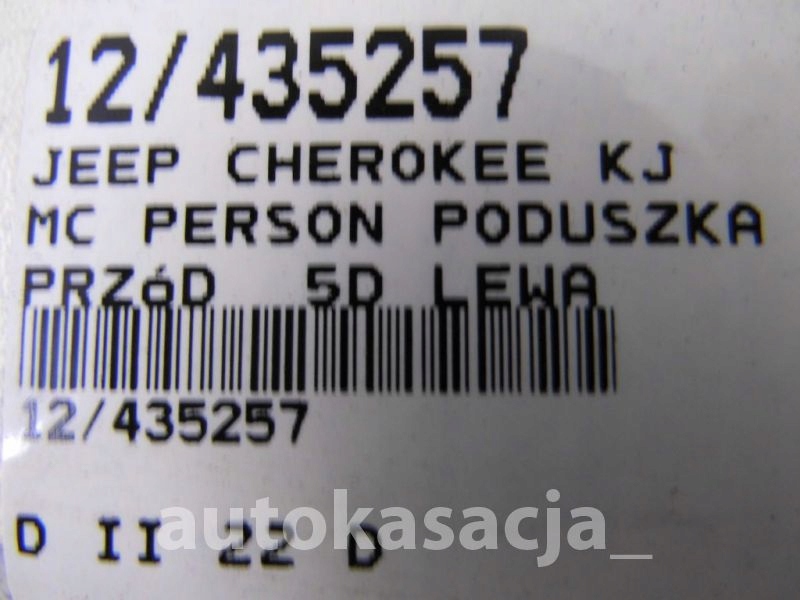 12/435257
JEEP CHEROKEE KJ
MC PERSON PODUSZKA
PRZóD 5D LEWA
12/435257
D II 22 D
autokasacja_